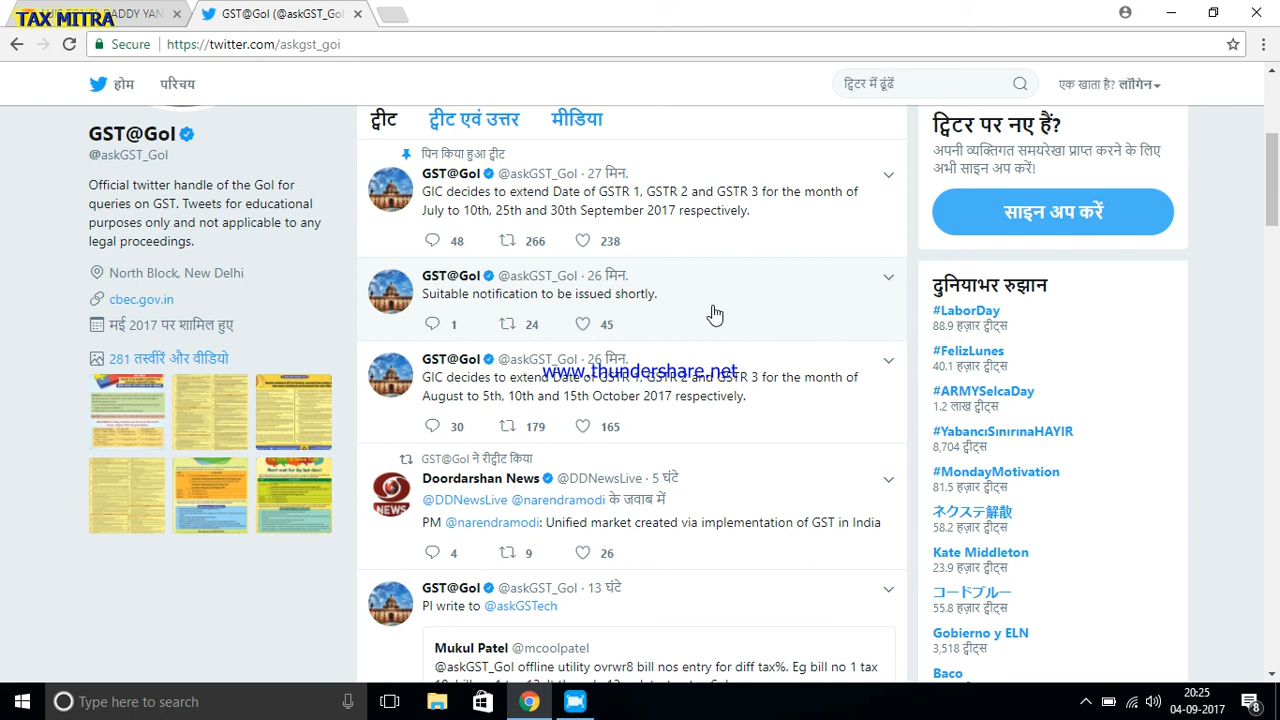 TAX MITRA
DADDY YAN
GST@GoI (@askGST_GoI
Secure
https://twitter.com/askgst_goi
होम
परिचय
ट्विटर में ढूंढें
एक खाता है? लॉगिन
GST@GoI
@askGST_GoI
Official twitter handle of the GoI for
queries on GST. Tweets for educational
purposes only and not applicable to any
legal proceedings.
North Block, New Delhi
cbec.gov.in
मई 2017 पर शामिल हुए
281 तस्वीरें और वीडियो
ट्वीट
ट्वीट एवं उत्तर
मीडिया
पिन किया हुआ ट्वीट
GST@GoI @askGST_GoI · 27 मिन.
GIC decides to extend Date of GSTR 1, GSTR 2 and GSTR 3 for the month of
July to 10th, 25th and 30th September 2017 respectively.
48 266 238
GST@GoI @askGST_GoI · 26 मिन.
Suitable notification to be issued shortly.
1 24 45
GST@GoI @askGST_GoI · 26 मिन.
www.thundershare.net
GIC decides to extend Date of GSTR 1, GSTR 2 and GSTR 3 for the month of
August to 5th, 10th and 15th October 2017 respectively.
30 179 165
GST@GoI ने रीट्वीट किया
Doordarshan News @DDNewsLive · 5 घंटे
@DDNewsLive @narendramodi के जवाब में
PM @narendramodi: Unified market created via implementation of GST in India
NEWS
4 9 26
GST@GoI @askGST_GoI · 13 घंटे
Pl write to @askGSTech
Mukul Patel @mcoolpatel
@askGST_GoI offline utility ovrwr8 bill nos entry for diff tax%. Eg bill no 1 tax
ट्विटर पर नए हैं?
अपनी व्यक्तिगत समयरेखा प्राप्त करने के लिए
अभी साइन अप करें!
साइन अप करें
दुनियाभर रुझान
#LaborDay
88.9 हज़ार ट्वीट्स
#FelizLunes
40.1 हज़ार ट्वीट्स
#ARMYSelcaDay
1.2 लाख ट्वीट्स
#YabancıSınırınaHAYIR
8,704 ट्वीट्स
#MondayMotivation
81.5 हज़ार ट्वीट्स
ネクステ解散
58.2 हज़ार ट्वीट्स
Kate Middleton
23.9 हज़ार ट्वीट्स
コードブルー
55.8 हज़ार ट्वीट्स
Gobierno y ELN
3,518 ट्वीट्स
Baco
Type here to search
20:25
04-09-2017
8